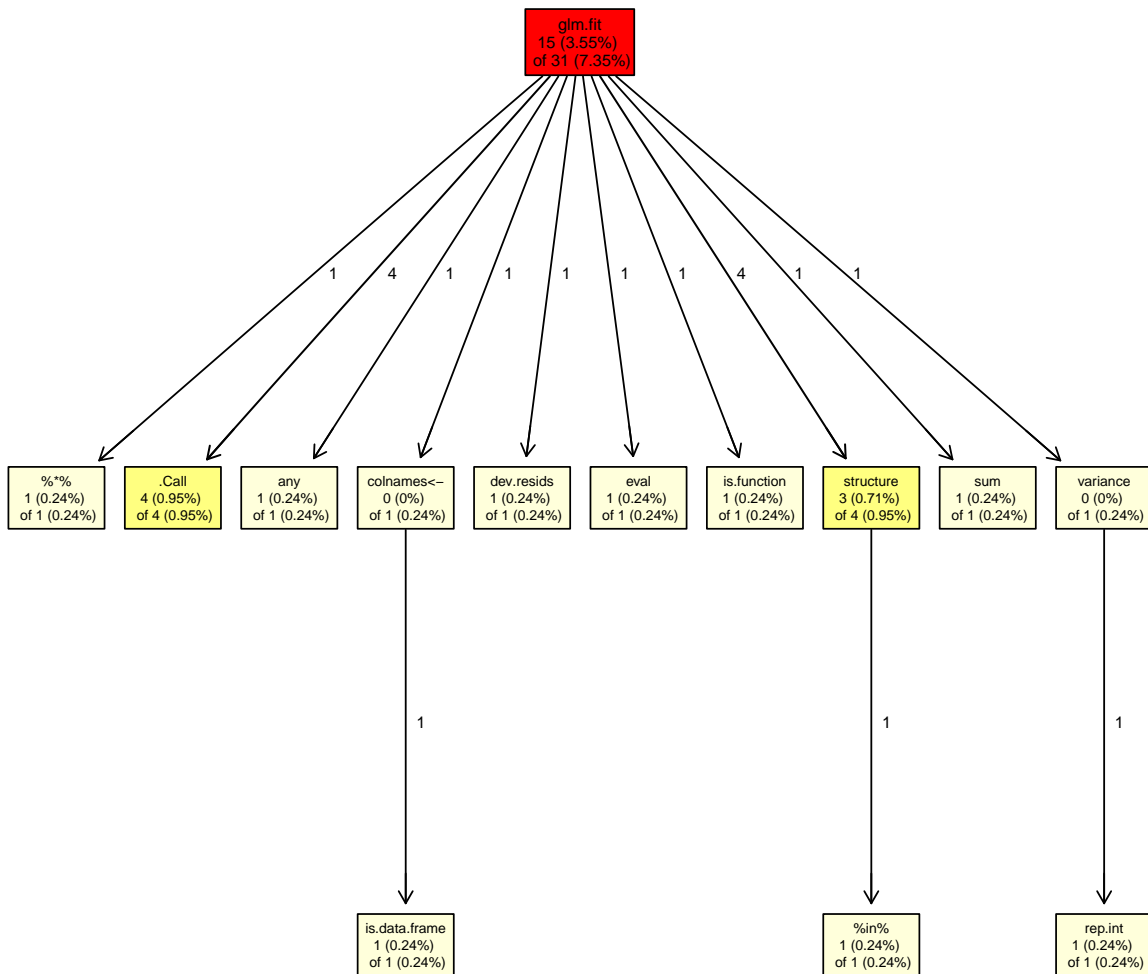 glm.fit
15 (3.55%)
of 31 (7.35%)
1
4
1
1
1
1
1
4
1
1
%*%
1 (0.24%)
of 1 (0.24%)
.Call
4 (0.95%)
of 4 (0.95%)
any
1 (0.24%)
of 1 (0.24%)
colnames<−
0 (0%)
of 1 (0.24%)
dev.resids
1 (0.24%)
of 1 (0.24%)
eval
1 (0.24%)
of 1 (0.24%)
is.function
1 (0.24%)
of 1 (0.24%)
structure
3 (0.71%)
of 4 (0.95%)
sum
1 (0.24%)
of 1 (0.24%)
variance
0 (0%)
of 1 (0.24%)
1
1
1
is.data.frame
1 (0.24%)
of 1 (0.24%)
%in%
1 (0.24%)
of 1 (0.24%)
rep.int
1 (0.24%)
of 1 (0.24%)